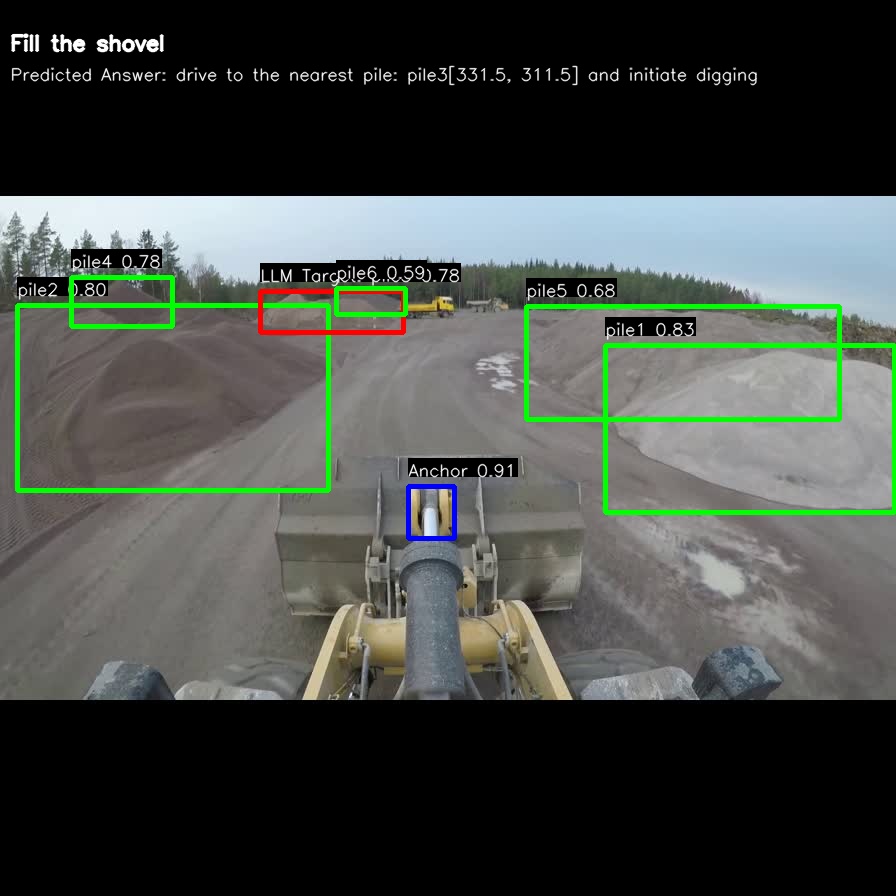 Fill the shovel
Predicted Answer: drive to the nearest pile: pile3[331.5, 311.5] and initiate digging
pile4 0.78
LLM Targ
pile6 0.59
0.78
pile2 0.80
pile5 0.68
pile1 0.83
Anchor 0.91